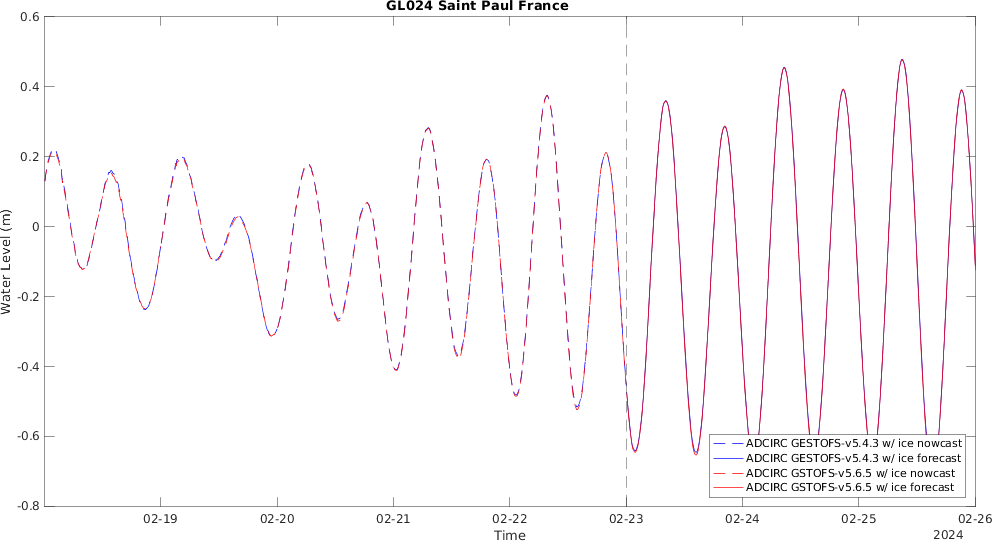 GL024 Saint Paul France
0.6
0.4
0.2
0
-0.2
-0.4
-0.6
-0.8
Water Level (m)
ADCIRC GESTOFS-v5.4.3 w/ ice nowcast
ADCIRC GESTOFS-v5.4.3 w/ ice forecast
ADCIRC GSTOFS-v5.6.5 w/ ice nowcast
ADCIRC GSTOFS-v5.6.5 w/ ice forecast
02-19 02-20 02-21 02-22 02-23 02-24 02-25 02-26
Time
2024